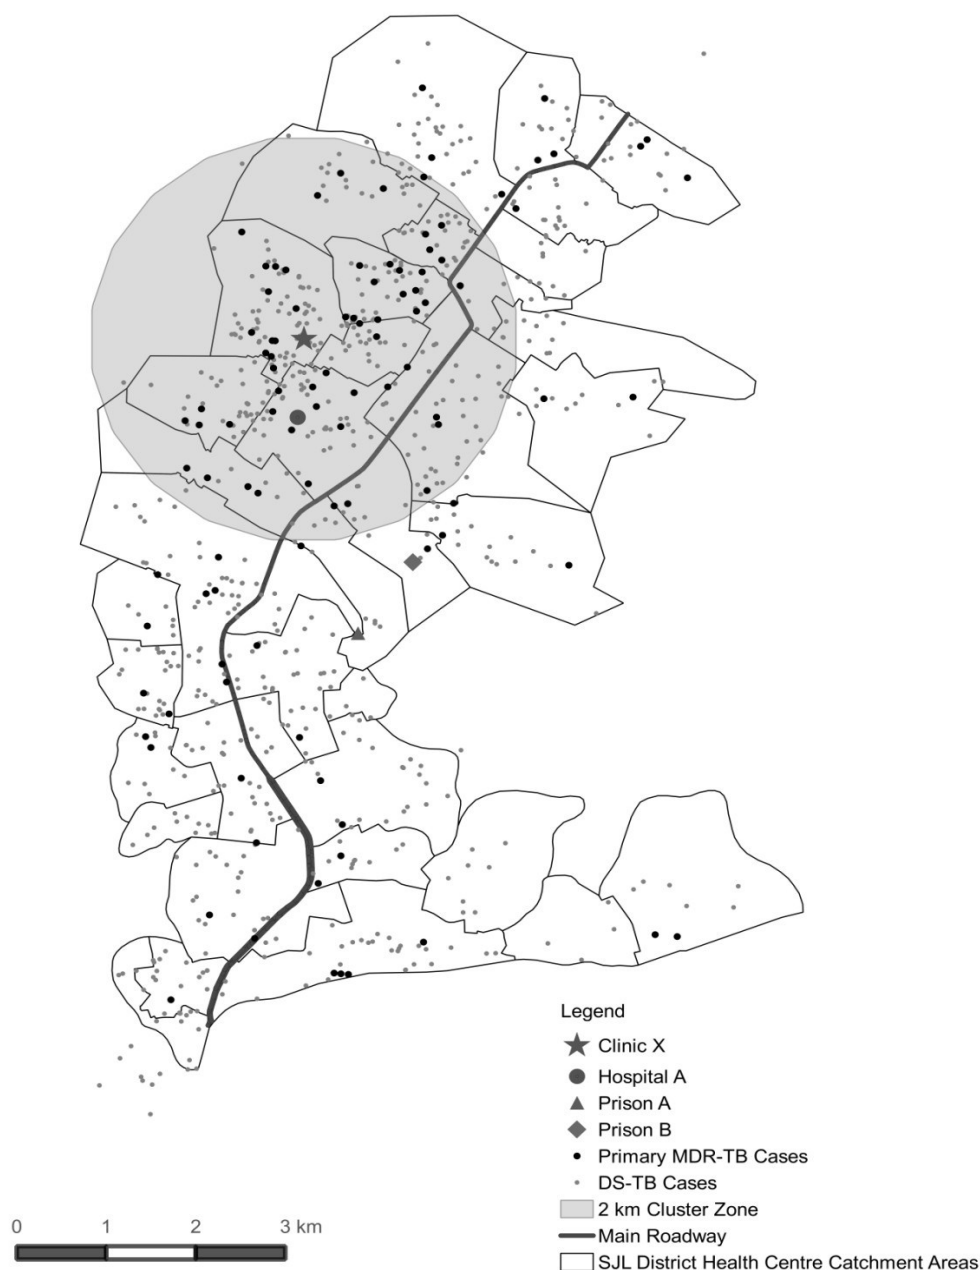 Legend
Clinic X
Hospital A
Prison A
Prison B
Primary MDR-TB Cases
DS-TB Cases
2 km Cluster Zone
Main Roadway
SJL District Health Centre Catchment Areas
0 1 2 3 km